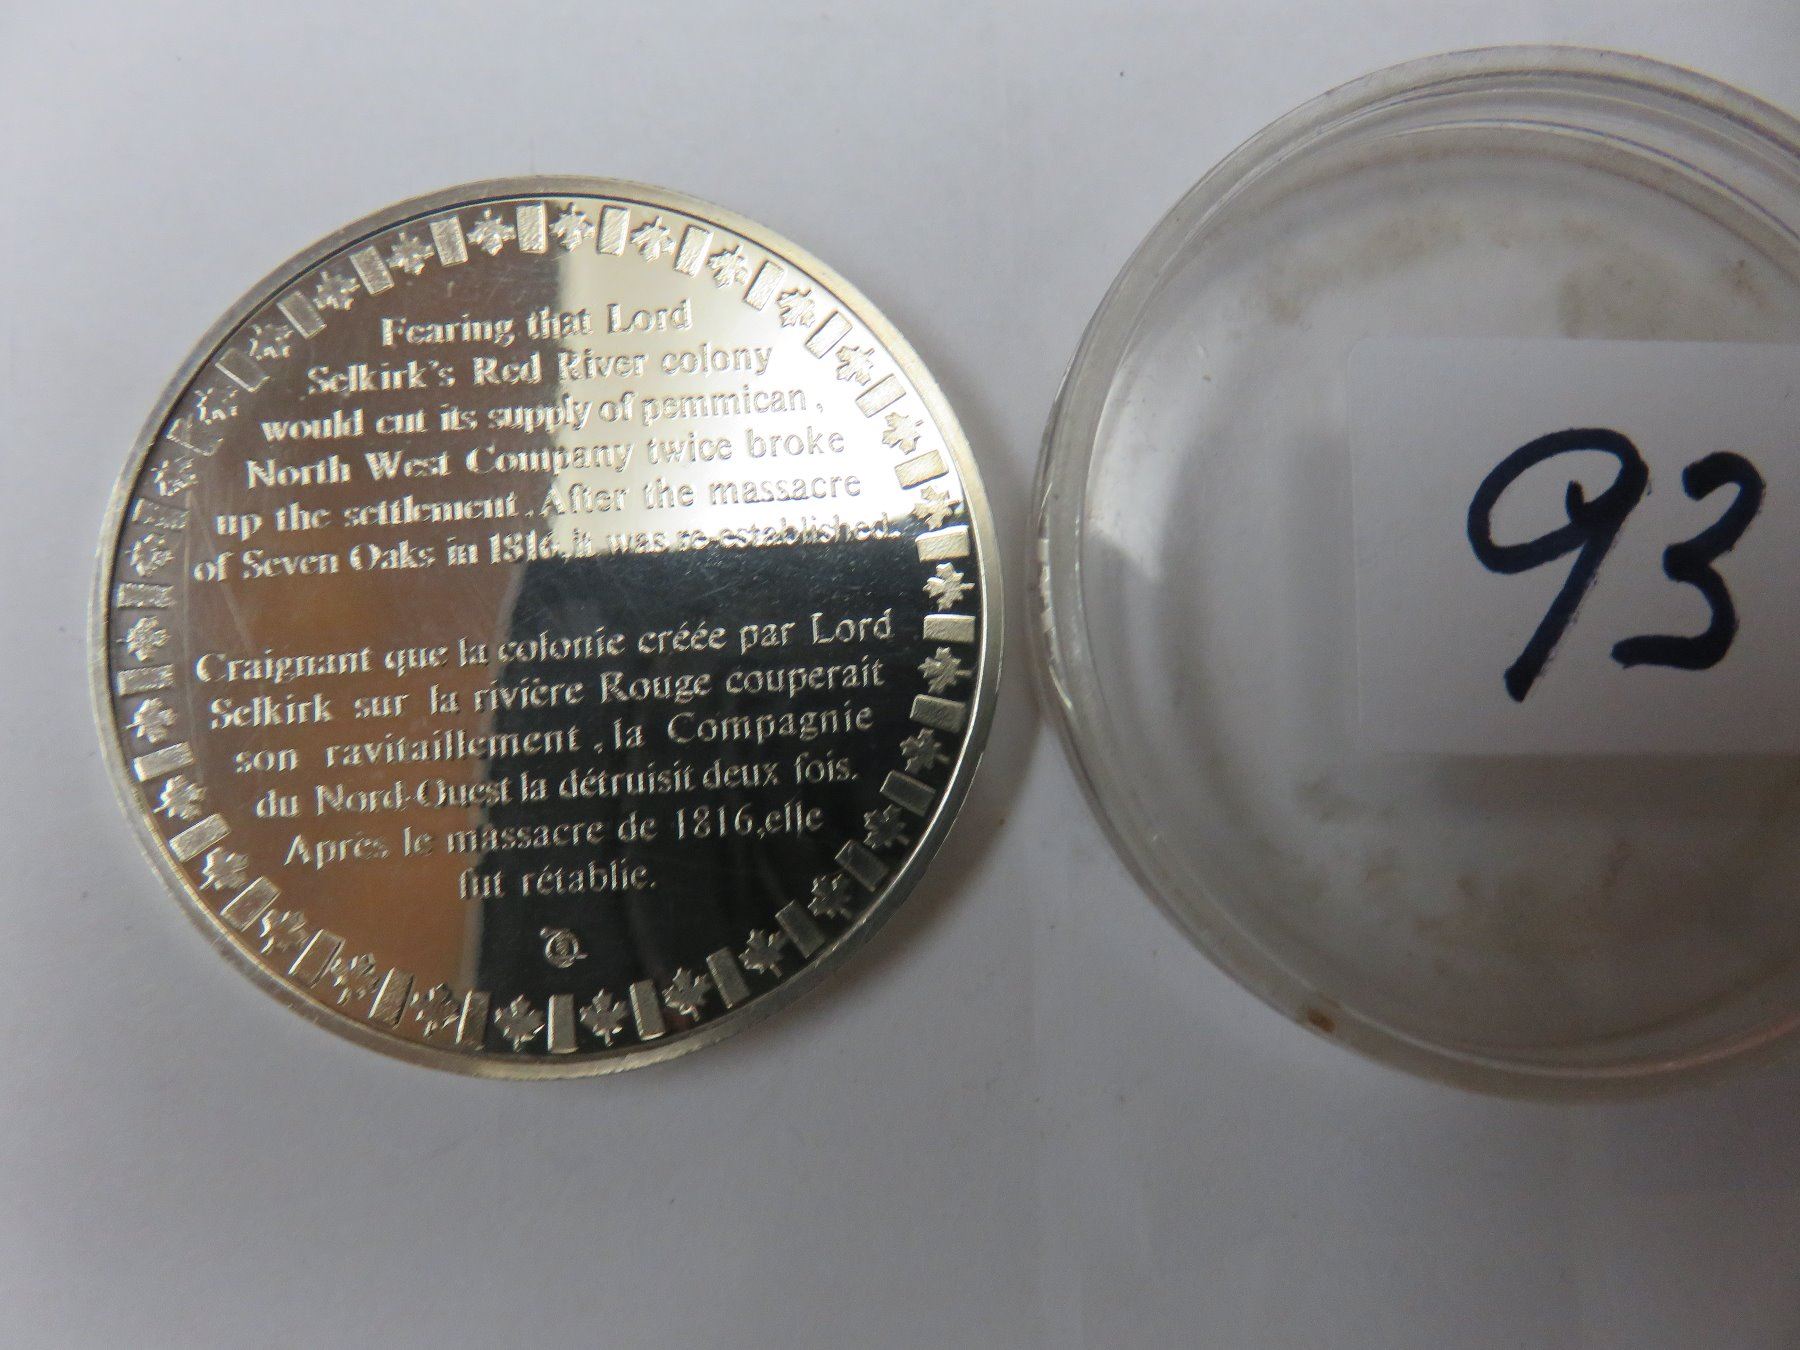 Fearing that Lord
Selkirk's Red River colony
would cut its supply of pemmican,
North West Company twice broke
up the settlement. After the massacre
of Seven Oaks in 1816, it was re-established.
Craignant que la colonie créée par Lord
Selkirk sur la rivière Rouge couperait
son ravitaillement, la Compagnie
du Nord-Ouest la détruisit deux fois.
Après le massacre de 1816, elle
fut rétablie.
93